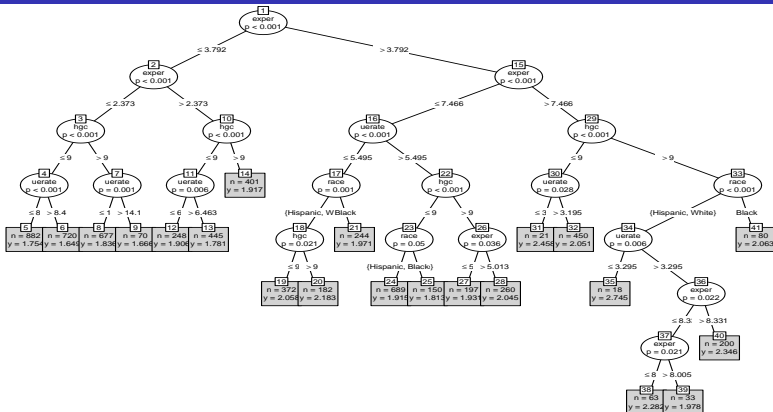 1
exper
p < 0.001
≤ 3.792
> 3.792
2
exper
p < 0.001
15
exper
p < 0.001
≤ 2.373
> 2.373
≤ 7.466
> 7.466
3
hgc
p < 0.001
10
hgc
p < 0.001
16
uerate
p < 0.001
29
hgc
p < 0.001
≤ 9
> 9
≤ 9
> 9
≤ 5.495
> 5.495
≤ 9
> 9
4
uerate
p < 0.001
7
uerate
p = 0.001
11
uerate
p = 0.006
14
n = 401
y = 1.917
17
race
p = 0.001
22
hgc
p < 0.001
30
uerate
p = 0.028
33
race
p < 0.001
≤ 8
> 8.4
≤ 1
> 14.1
≤ 6
> 6.463
{Hispanic, W
Black
≤ 9
> 9
≤ 3
> 3.195
{Hispanic, White}
Black
5
n = 882
y = 1.754
6
n = 720
y = 1.649
8
n = 677
y = 1.836
9
n = 70
y = 1.666
12
n = 248
y = 1.906
13
n = 445
y = 1.781
18
hgc
p = 0.021
21
n = 244
y = 1.971
23
race
p = 0.05
26
exper
p = 0.036
31
n = 21
y = 2.458
32
n = 450
y = 2.051
34
uerate
p = 0.006
41
n = 80
y = 2.063
≤ 9
> 9
{Hispanic, Black}
≤ 5
> 5.013
≤ 3.295
> 3.295
19
n = 372
y = 2.058
20
n = 182
y = 2.183
24
n = 689
y = 1.915
25
n = 150
y = 1.813
27
n = 197
y = 1.931
28
n = 260
y = 2.045
35
n = 18
y = 2.745
36
exper
p = 0.022
≤ 8.3
> 8.331
37
exper
p = 0.021
40
n = 200
y = 2.346
≤ 8
> 8.005
38
n = 63
y = 2.282
39
n = 33
y = 1.978